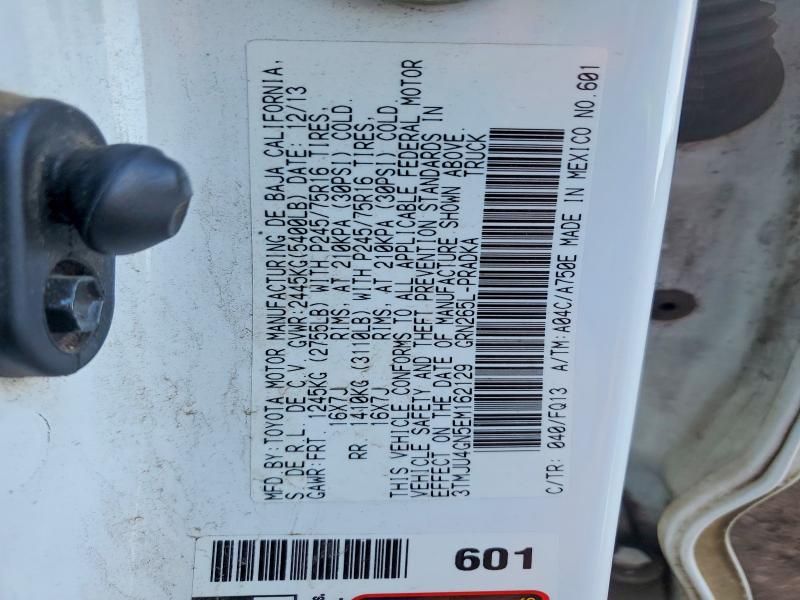 MFD BY: TOYOTA MOTOR MANUFACTURING DE BAJA CALIFORNIA,
S. DE R.L. DE C.V. GVWR: 2445KG(5400LB) DATE: 12/13
GAWR: FRT. 1245KG (2755LB) WITH P245/75R16 TIRES,
16X7J RIMS, AT 210KPA (30PSI) COLD.
RR 1410KG (3110LB) WITH P245/75R16 TIRES,
16X7J RIMS, AT 210KPA (30PSI) COLD.
THIS VEHICLE CONFORMS TO ALL APPLICABLE FEDERAL MOTOR
VEHICLE SAFETY AND THEFT PREVENTION STANDARDS IN
EFFECT ON THE DATE OF MANUFACTURE SHOWN ABOVE.
3TMJU4GN5EM162129 GRN265L-PRADKA TRUCK
C/TR: 040/FQ13 A/TM: A04C/A750E MADE IN MEXICO NO.601
601